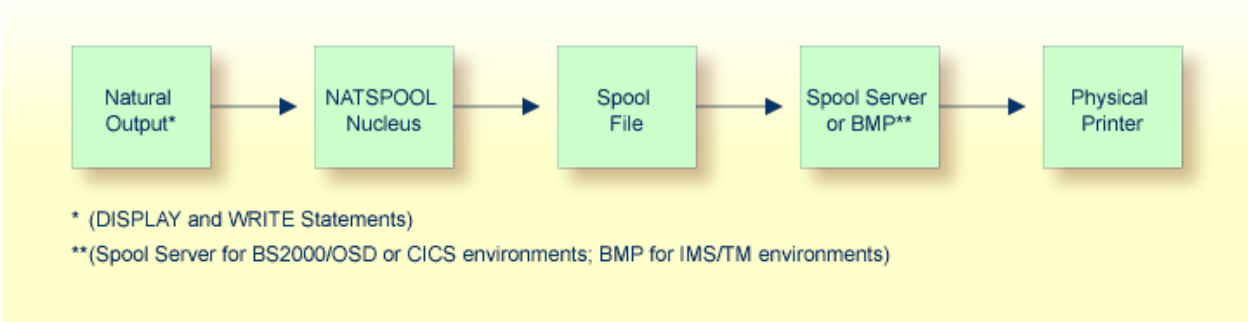 Natural
Output*
NATSPOOL
Nucleus
Spool
File
Spool Server
or BMP**
Physical
Printer
* (DISPLAY and WRITE Statements)
**(Spool Server for BS2000/OSD or CICS environments; BMP for IMS/TM environments)